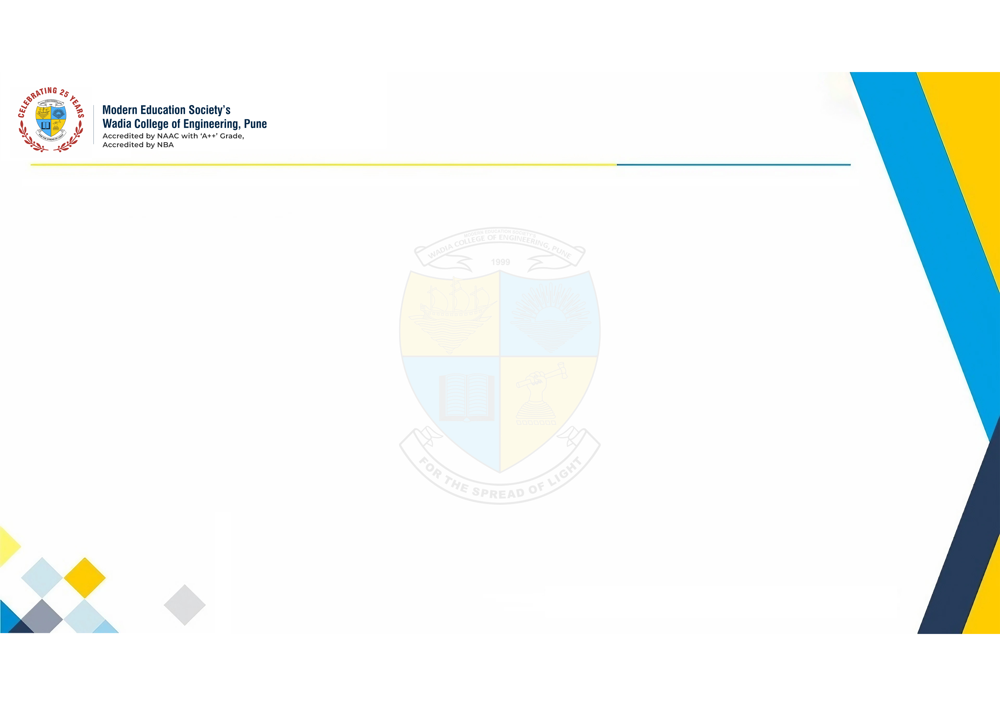 CELEBRATING 25 YEARS
FOR THE SPREAD OF LIGHT
Modern Education Society’s
Wadia College of Engineering, Pune
Accredited by NAAC with ‘A++’ Grade,
Accredited by NBA
MODERN EDUCATION SOCIETY'S
WADIA COLLEGE OF ENGINEERING, PUNE
1999
FOR THE SPREAD OF LIGHT